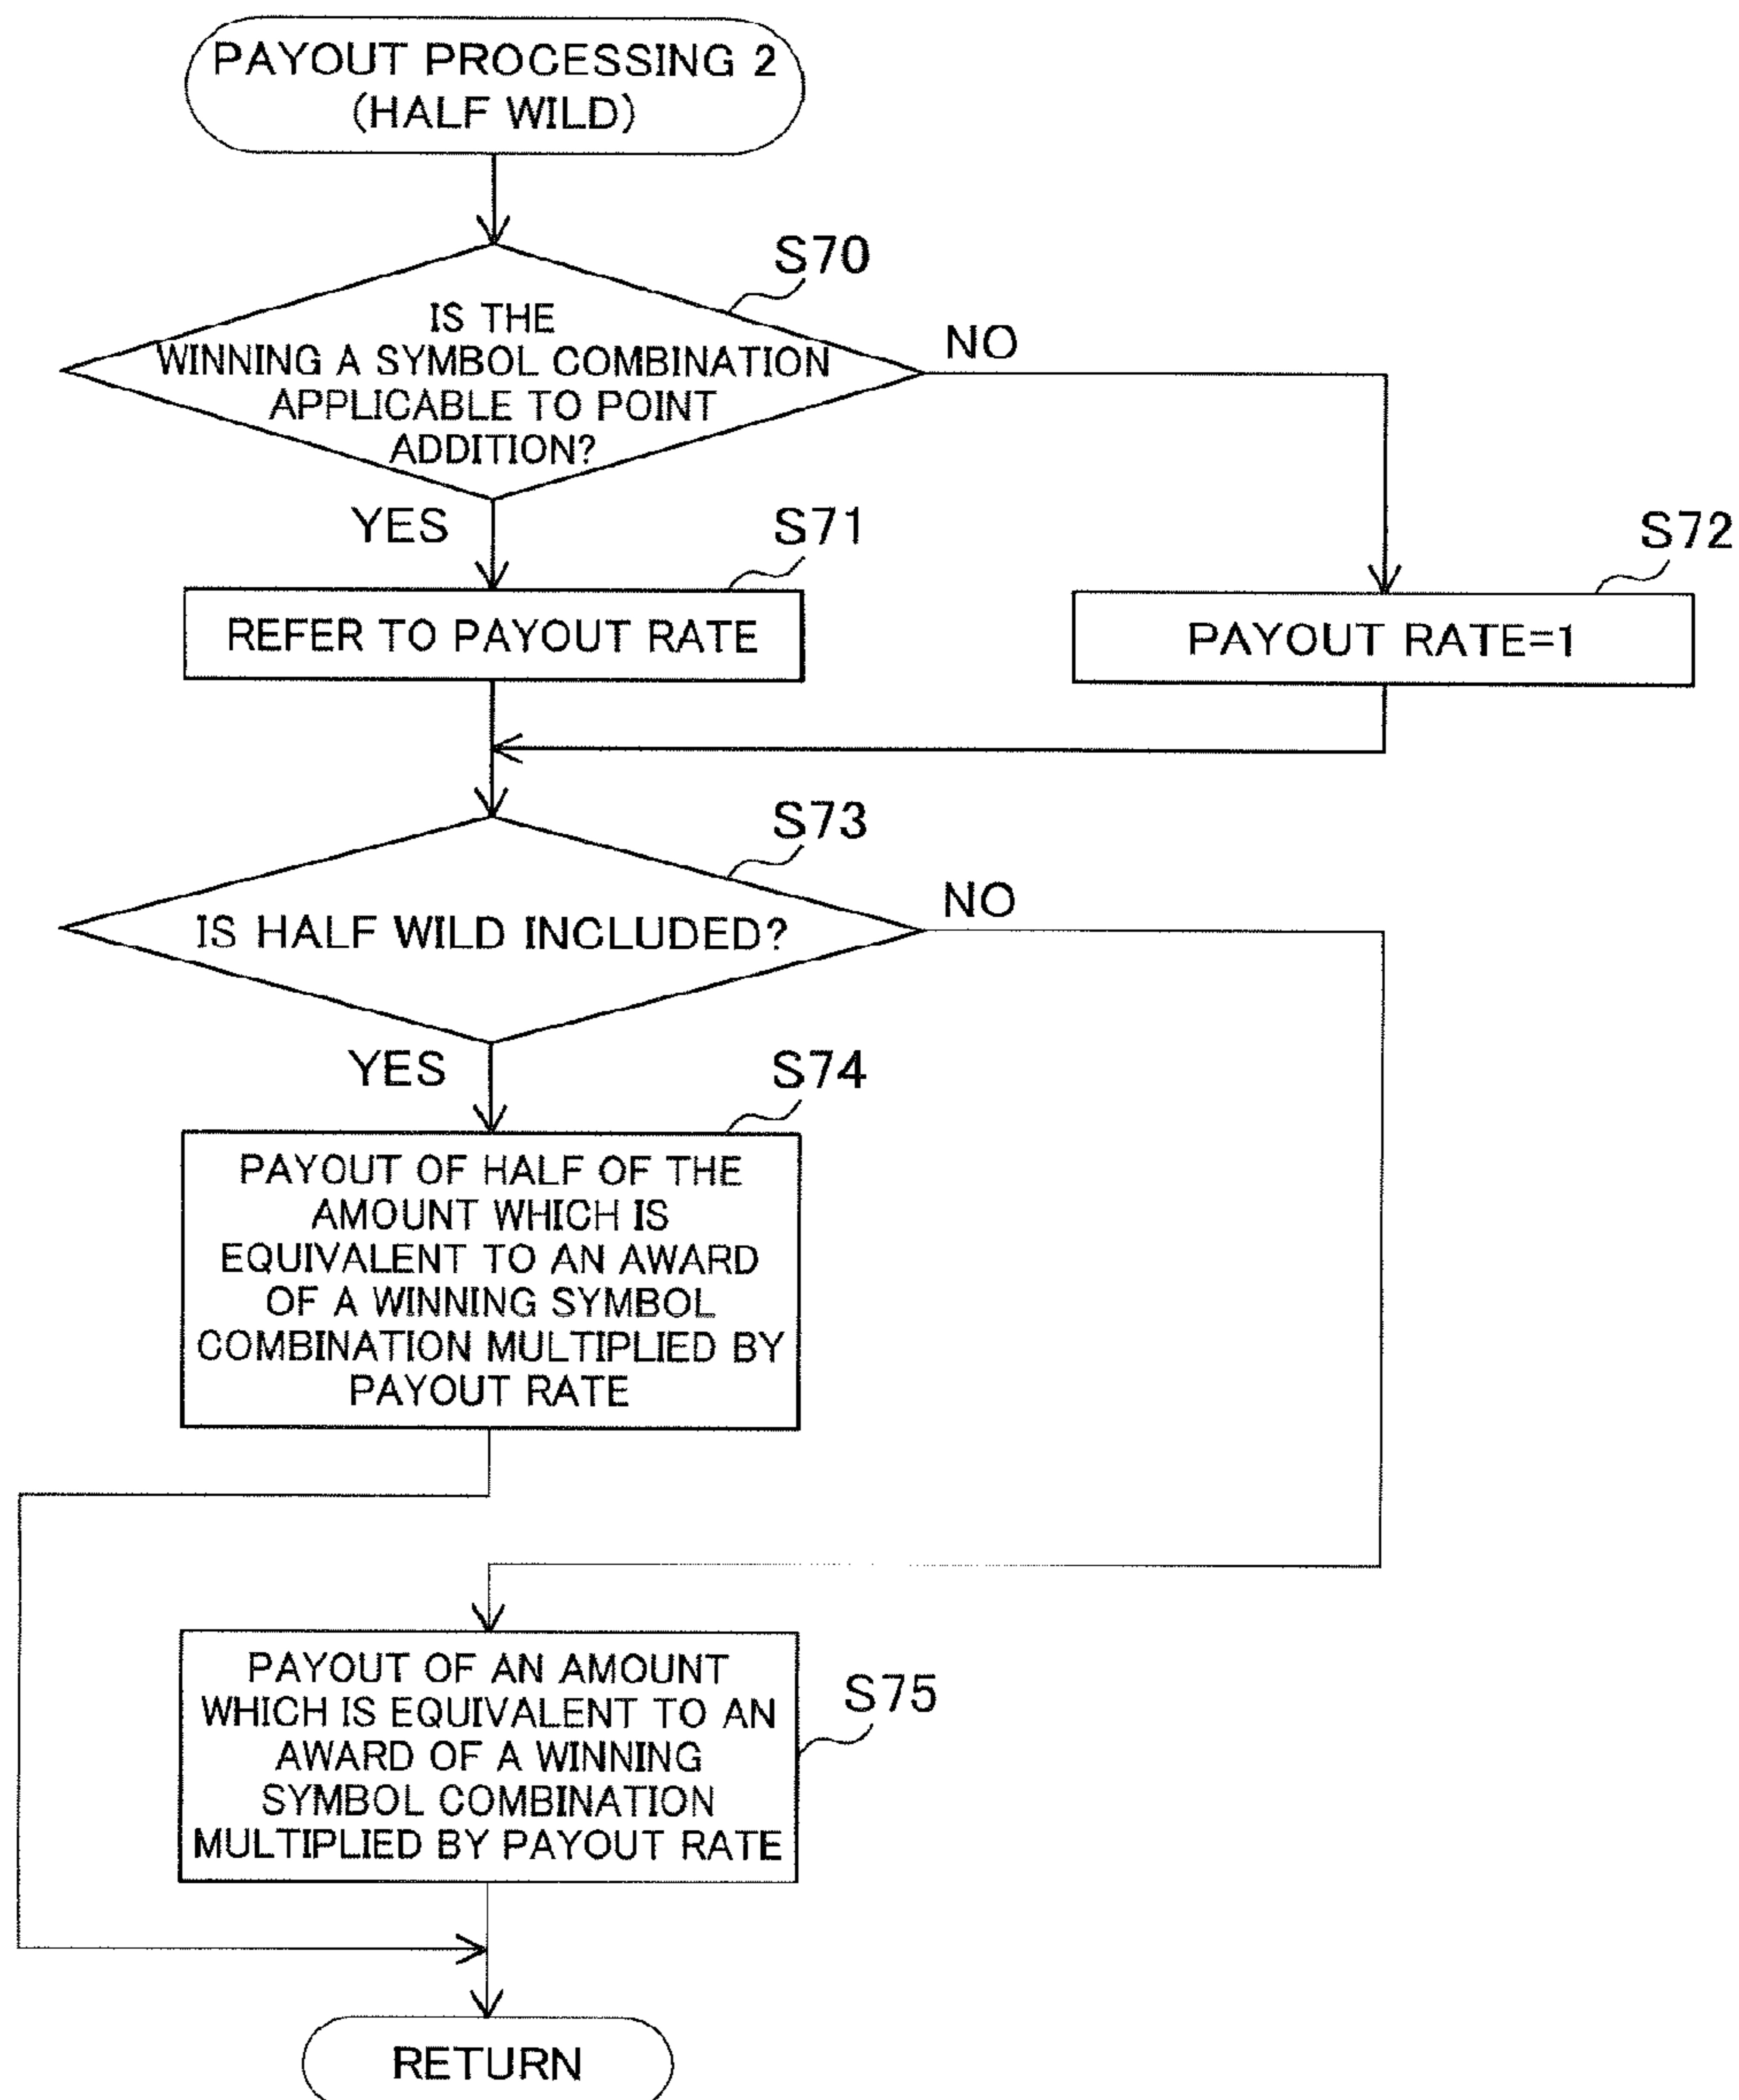 PAYOUT PROCESSING 2
(HALF WILD)
S70
IS THE
WINNING A SYMBOL COMBINATION
APPLICABLE TO POINT
ADDITION?
NO
YES
S71
REFER TO PAYOUT RATE
S72
PAYOUT RATE=1
S73
IS HALF WILD INCLUDED?
NO
YES
S74
PAYOUT OF HALF OF THE
AMOUNT WHICH IS
EQUIVALENT TO AN AWARD
OF A WINNING SYMBOL
COMBINATION MULTIPLIED BY
PAYOUT RATE
PAYOUT OF AN AMOUNT
WHICH IS EQUIVALENT TO AN
AWARD OF A WINNING
SYMBOL COMBINATION
MULTIPLIED BY PAYOUT RATE
S75
RETURN